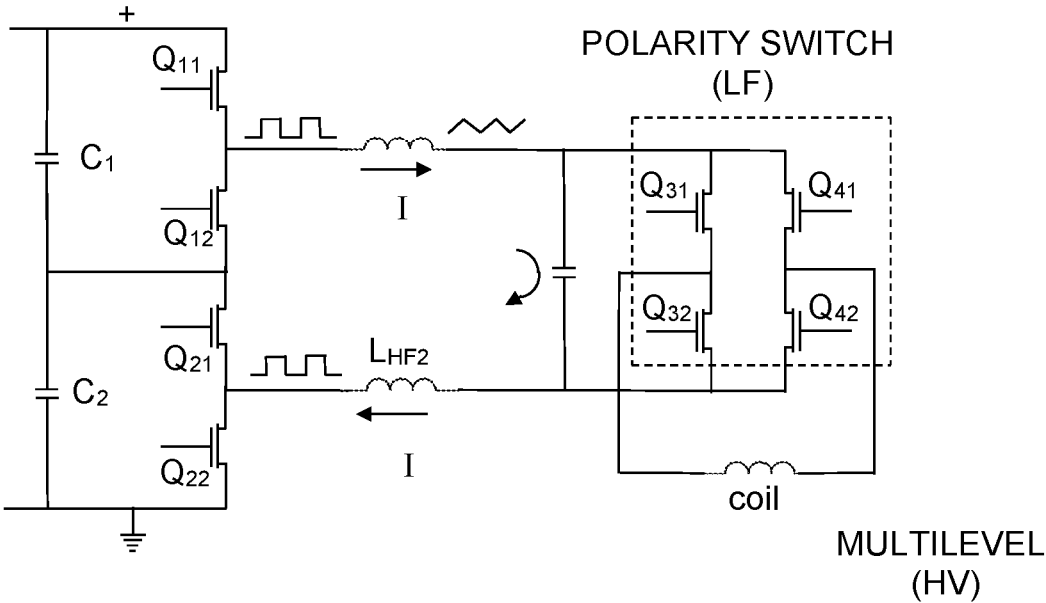 +
POLARITY SWITCH
(LF)
Q11
C1
I
Q31
Q41
Q12
Q21
LHF2
Q32
Q42
C2
Q22
I
coil
MULTILEVEL
(HV)